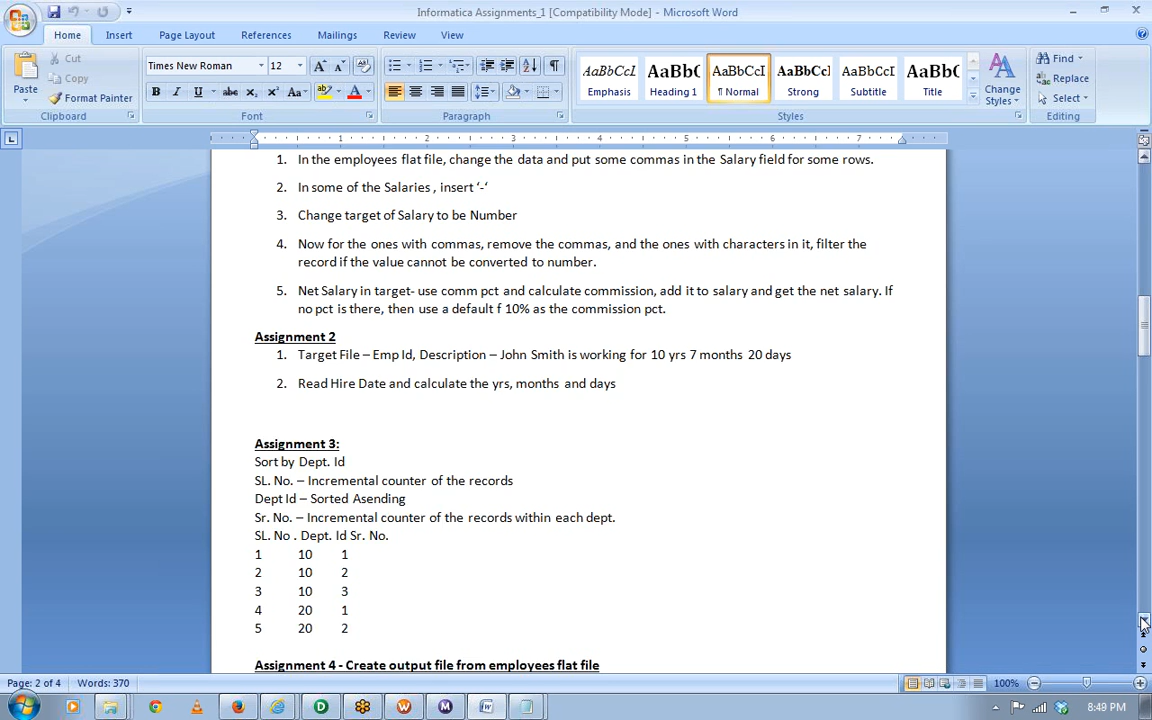 Informatica Assignments_1 [Compatibility Mode] - Microsoft Word
Home Insert Page Layout References Mailings Review View
Paste
Cut
Copy
Format Painter
Clipboard
Times New Roman 12
B I U abc x₂ x² Aa A
Font
Paragraph
AaBbCcI AaBbC AaBbCcI AaBbCcI AaBbCcI AaBbC
Emphasis Heading 1 ¶ Normal Strong Subtitle Title
Change Styles
Styles
Find
Replace
Select
Editing
1 2 3 4 5 6 7
1. In the employees flat file, change the data and put some commas in the Salary field for some rows.
2. In some of the Salaries , insert ‘-‘
3. Change target of Salary to be Number
4. Now for the ones with commas, remove the commas, and the ones with characters in it, filter the
record if the value cannot be converted to number.
5. Net Salary in target- use comm pct and calculate commission, add it to salary and get the net salary. If
no pct is there, then use a default f 10% as the commission pct.
Assignment 2
1. Target File – Emp Id, Description – John Smith is working for 10 yrs 7 months 20 days
2. Read Hire Date and calculate the yrs, months and days
Assignment 3:
Sort by Dept. Id
SL. No. – Incremental counter of the records
Dept Id – Sorted Asending
Sr. No. – Incremental counter of the records within each dept.
SL. No . Dept. Id Sr. No.
1 10 1
2 10 2
3 10 3
4 20 1
5 20 2
Assignment 4 - Create output file from employees flat file
Page: 2 of 4 Words: 370 100%
8:49 PM